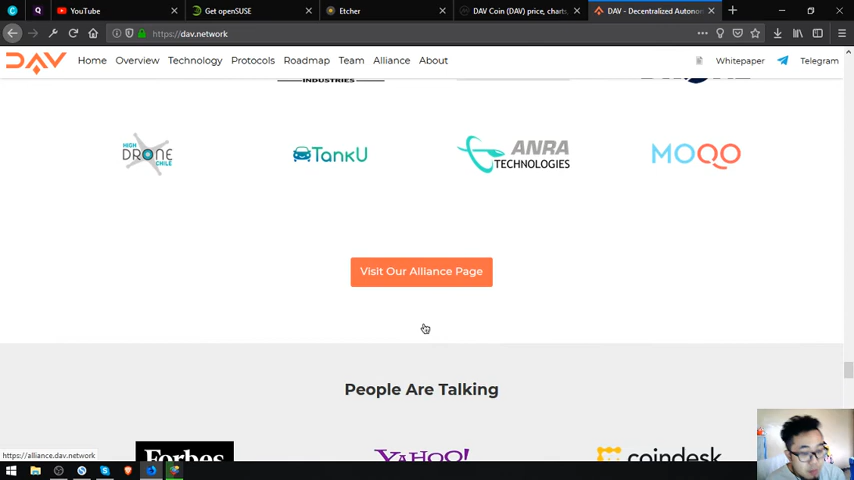 YouTube
Get openSUSE
Etcher
DAV Coin (DAV) price, charts,
DAV - Decentralized Autono
https://dav.network
DAV
Home Overview Technology Protocols Roadmap Team Alliance About
Whitepaper Telegram
INDUSTRIES
HIGH DRONE CHILE
TankU
ANRA TECHNOLOGIES
MOQO
Visit Our Alliance Page
People Are Talking
https://alliance.dav.network
Forbes
YAHOO!
coindesk